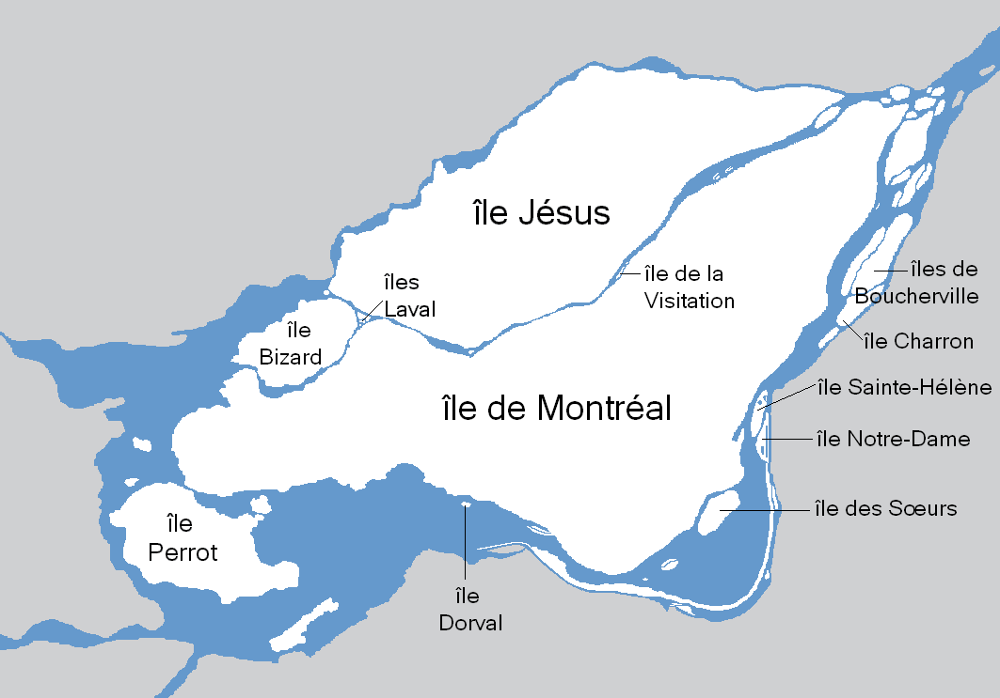 île Jésus
îles
Laval
île de la
Visitation
îles de
Boucherville
île
Bizard
île Charron
île Sainte-Hélène
île de Montréal
île Notre-Dame
île des Sœurs
île
Perrot
île
Dorval